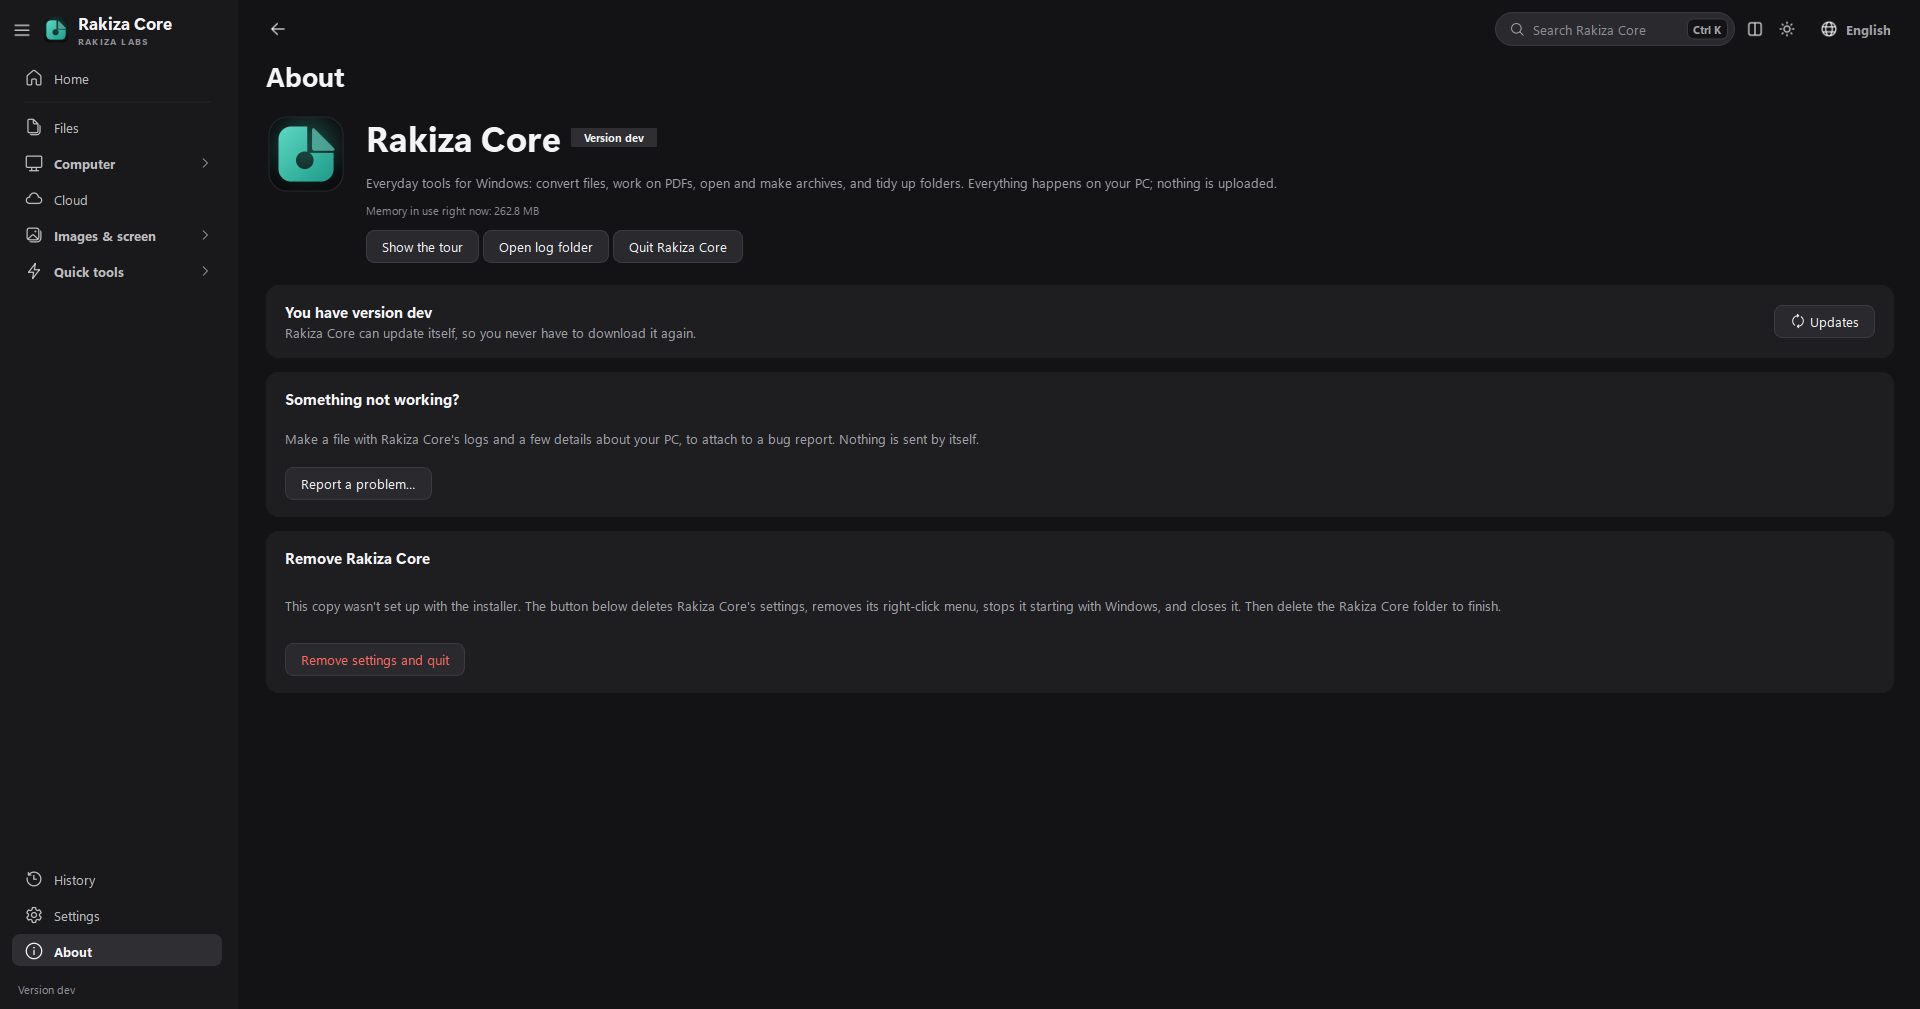 Rakiza Core
RAKIZA LABS
Home
Files
Computer
Cloud
Images & screen
Quick tools
History
Settings
About
Version dev
Search Rakiza Core
Ctrl K
English
About
Rakiza Core
Version dev
Everyday tools for Windows: convert files, work on PDFs, open and make archives, and tidy up folders. Everything happens on your PC; nothing is uploaded.
Memory in use right now: 262.8 MB
Show the tour
Open log folder
Quit Rakiza Core
You have version dev
Rakiza Core can update itself, so you never have to download it again.
Updates
Something not working?
Make a file with Rakiza Core's logs and a few details about your PC, to attach to a bug report. Nothing is sent by itself.
Report a problem...
Remove Rakiza Core
This copy wasn't set up with the installer. The button below deletes Rakiza Core's settings, removes its right-click menu, stops it starting with Windows, and closes it. Then delete the Rakiza Core folder to finish.
Remove settings and quit